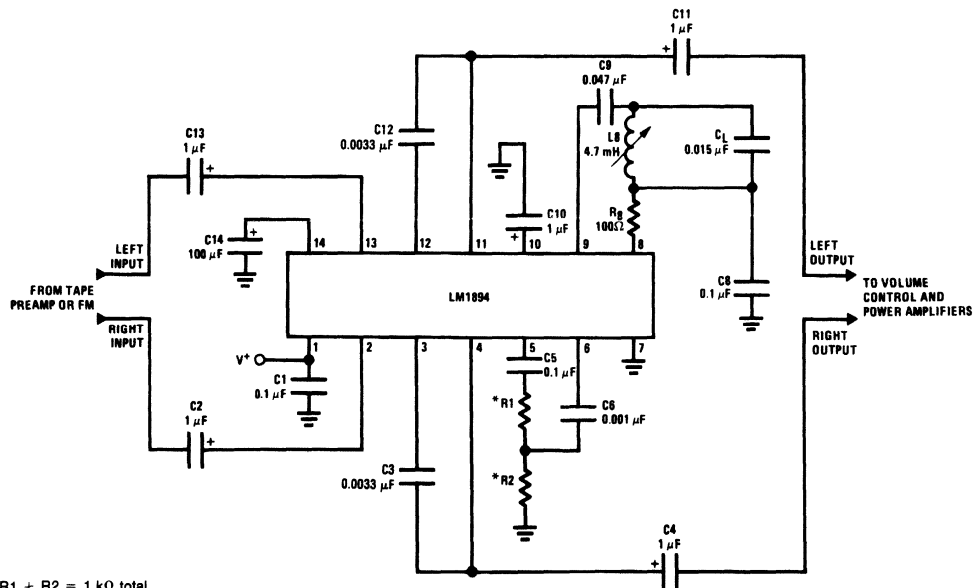 C11
1 μF
+
C9
0.047 μF
C13
1 μF
+
C12
0.0033 μF
L8
4.7 mH
CL
0.015 μF
C14
100 μF
+
C10
1 μF
+
R8
100Ω
14 13 12 11 10 9 8
LEFT
INPUT
LEFT
OUTPUT
FROM TAPE
PREAMP OR FM
LM1894
C8
0.1 μF
TO VOLUME
CONTROL AND
POWER AMPLIFIERS
RIGHT
INPUT
RIGHT
OUTPUT
1 2 3 4 5 6 7
V+
C1
0.1 μF
C5
0.1 μF
*R1
C6
0.001 μF
C2
1 μF
+
C3
0.0033 μF
*R2
C4
1 μF
+
R1 + R2 = 1 kΩ total